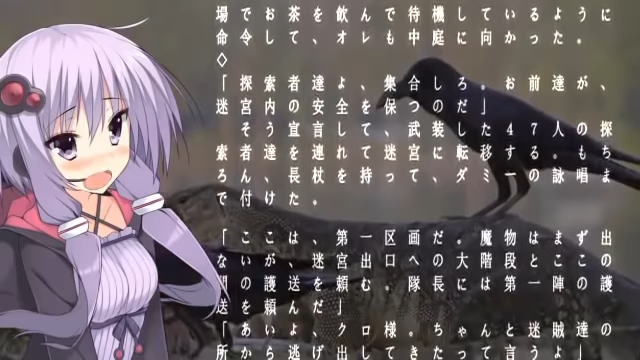 場でお茶を飲んで待機しているように
命令して、オレも中庭に向かった。
◇
「探索者達よ、集合しろ。お前達が、
迷宮内の安全を保つのだ」
　そう宣言して、武装した47人の探
索者達を連れて迷宮に転移する。もち
ろん、長杖を持って、ダミーの詠唱ま
で付けた。
「ここは、第一区画だ。魔物はまず出
ないが、迷宮出口への大階段とここの
間の護送を頼む。隊長には第一陣の護
送を頼んだ」
「あいよ、クロ様。ちゃんと迷賊達の
所から逃げ出してきたって言うよ」